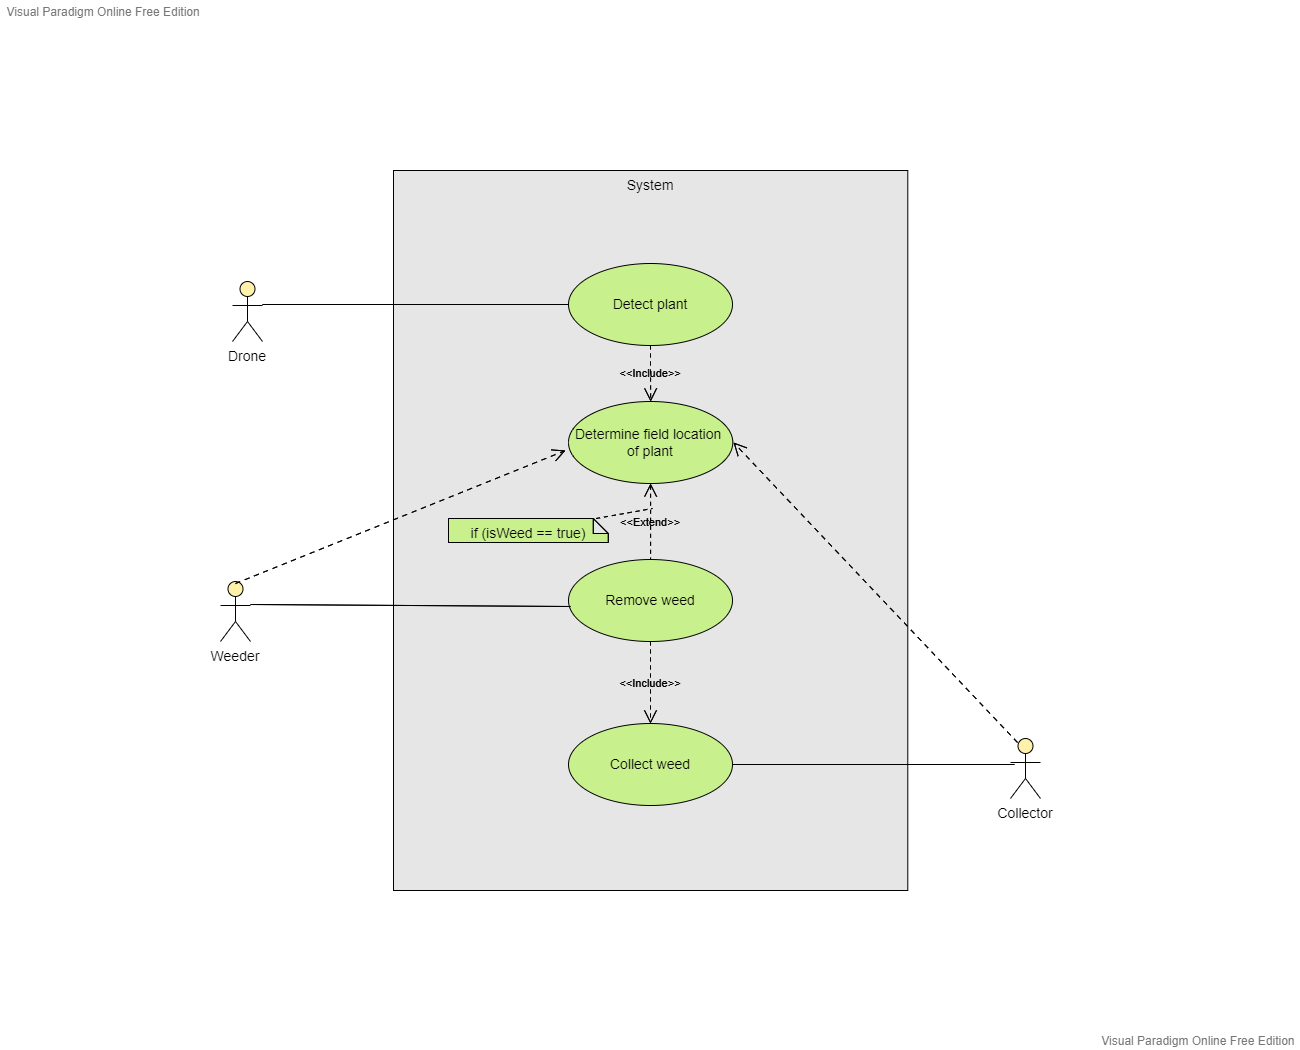 Visual Paradigm Online Free Edition
System
Detect plant
Drone
<<Include>>
Determine field location
of plant
<<Extend>>
if (isWeed == true)
Remove weed
Weeder
<<Include>>
Collect weed
Collector
Visual Paradigm Online Free Edition